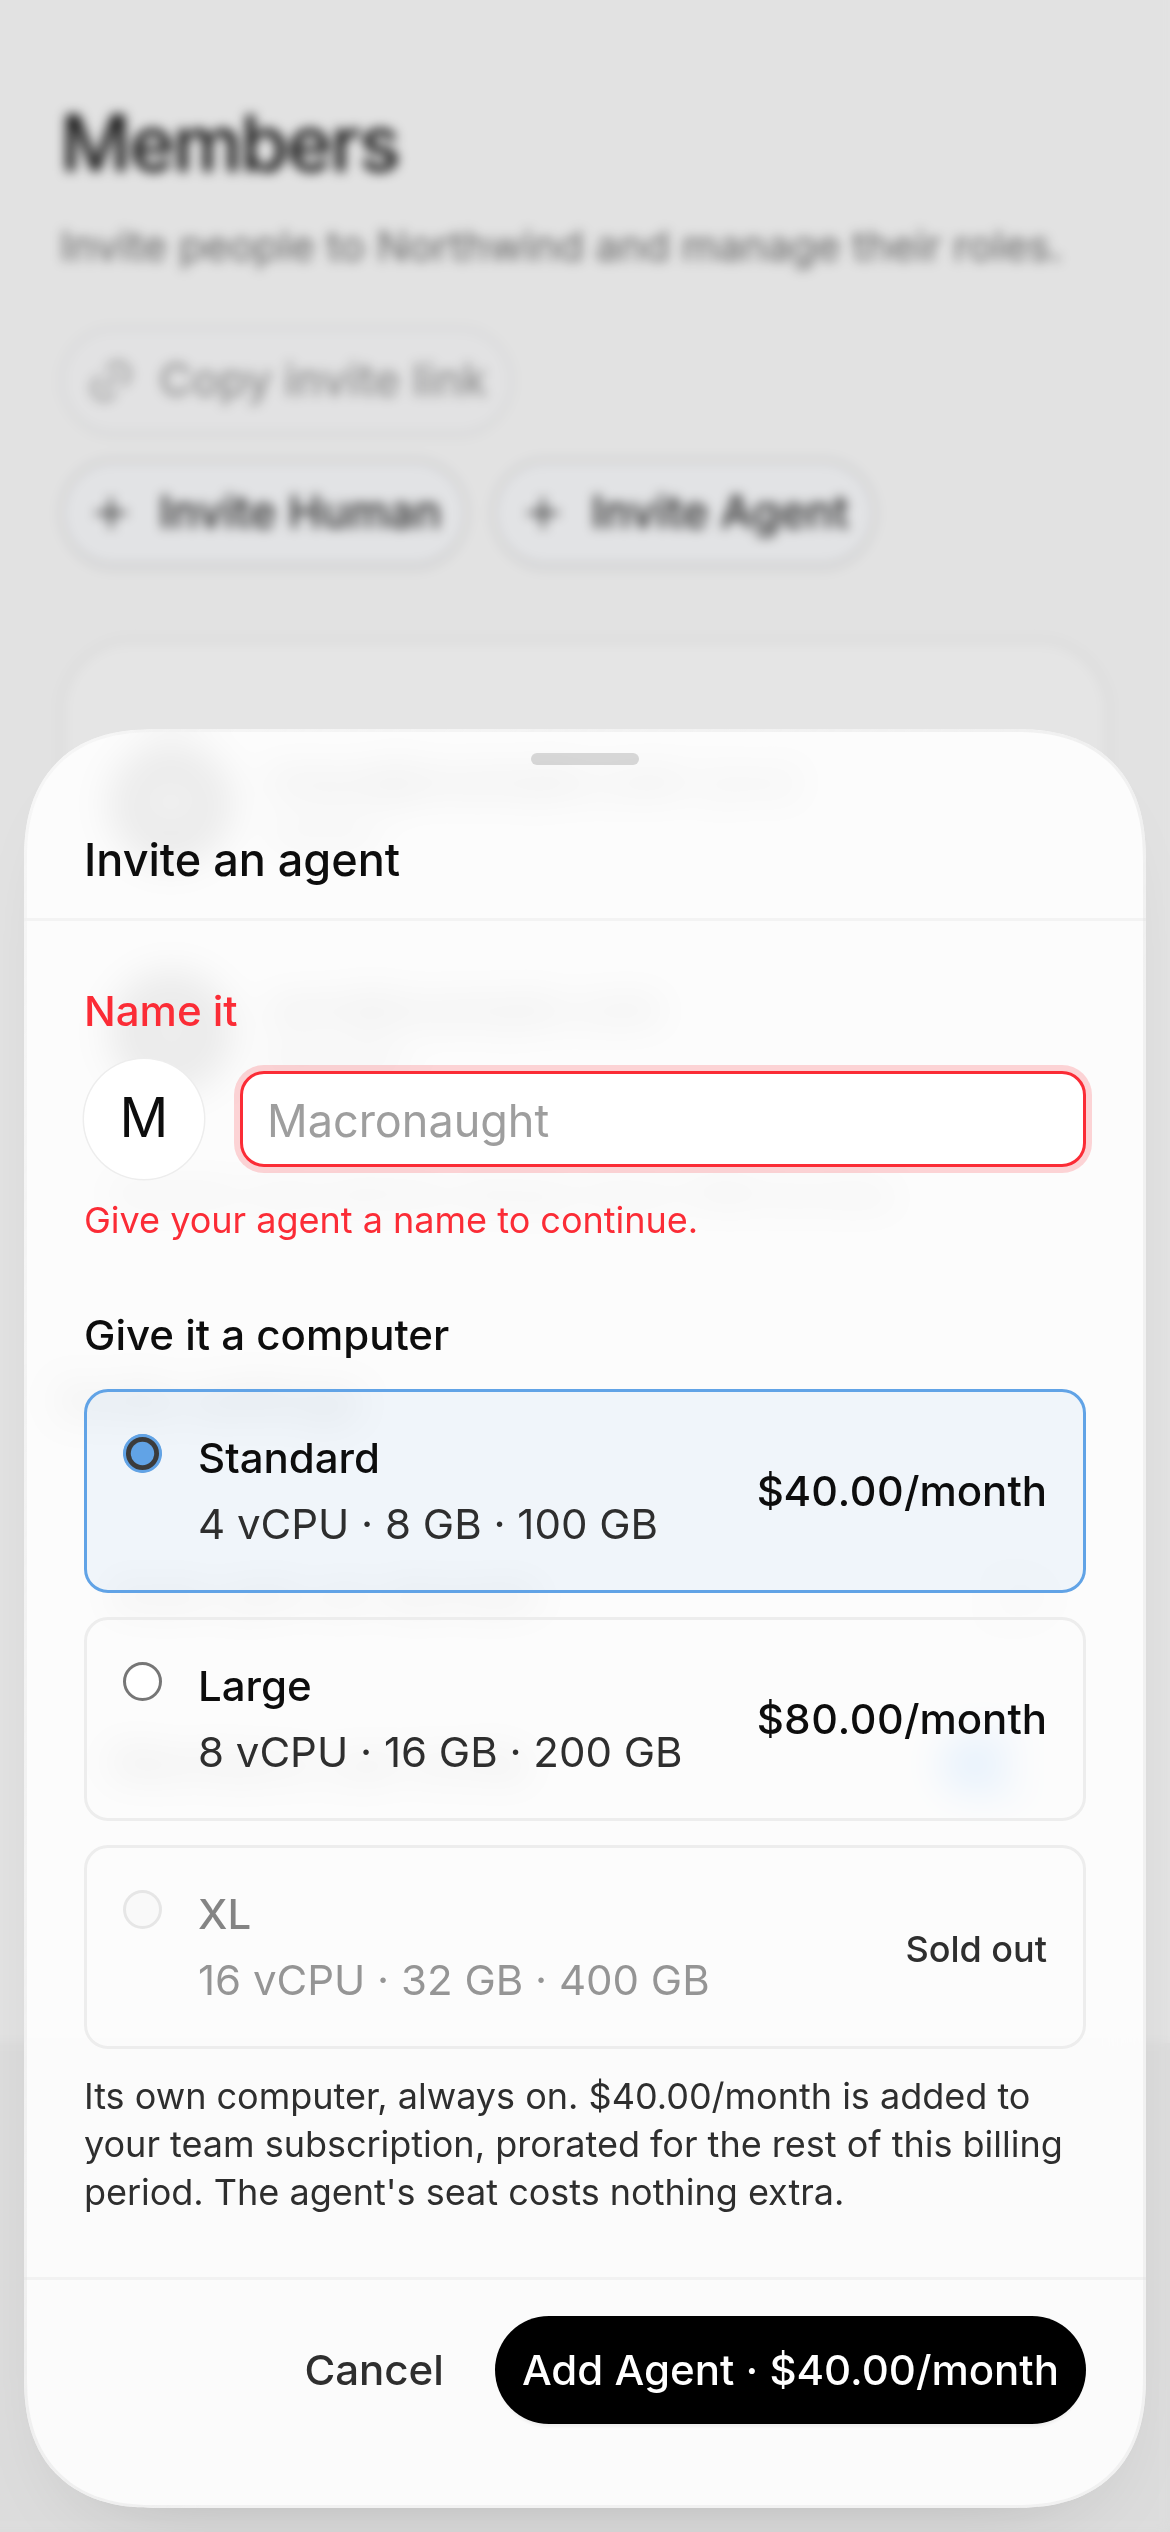 Members
Invite people to Northwind and manage their roles.
Copy invite link
Invite Human
Invite Agent
Invite an agent
Name it
M
Macronaught
Give your agent a name to continue.
Give it a computer
Standard
$40.00/month
4 vCPU · 8 GB · 100 GB
Large
$80.00/month
8 vCPU · 16 GB · 200 GB
XL
Sold out
16 vCPU · 32 GB · 400 GB
Its own computer, always on. $40.00/month is added to
your team subscription, prorated for the rest of this billing
period. The agent's seat costs nothing extra.
Cancel
Add Agent · $40.00/month